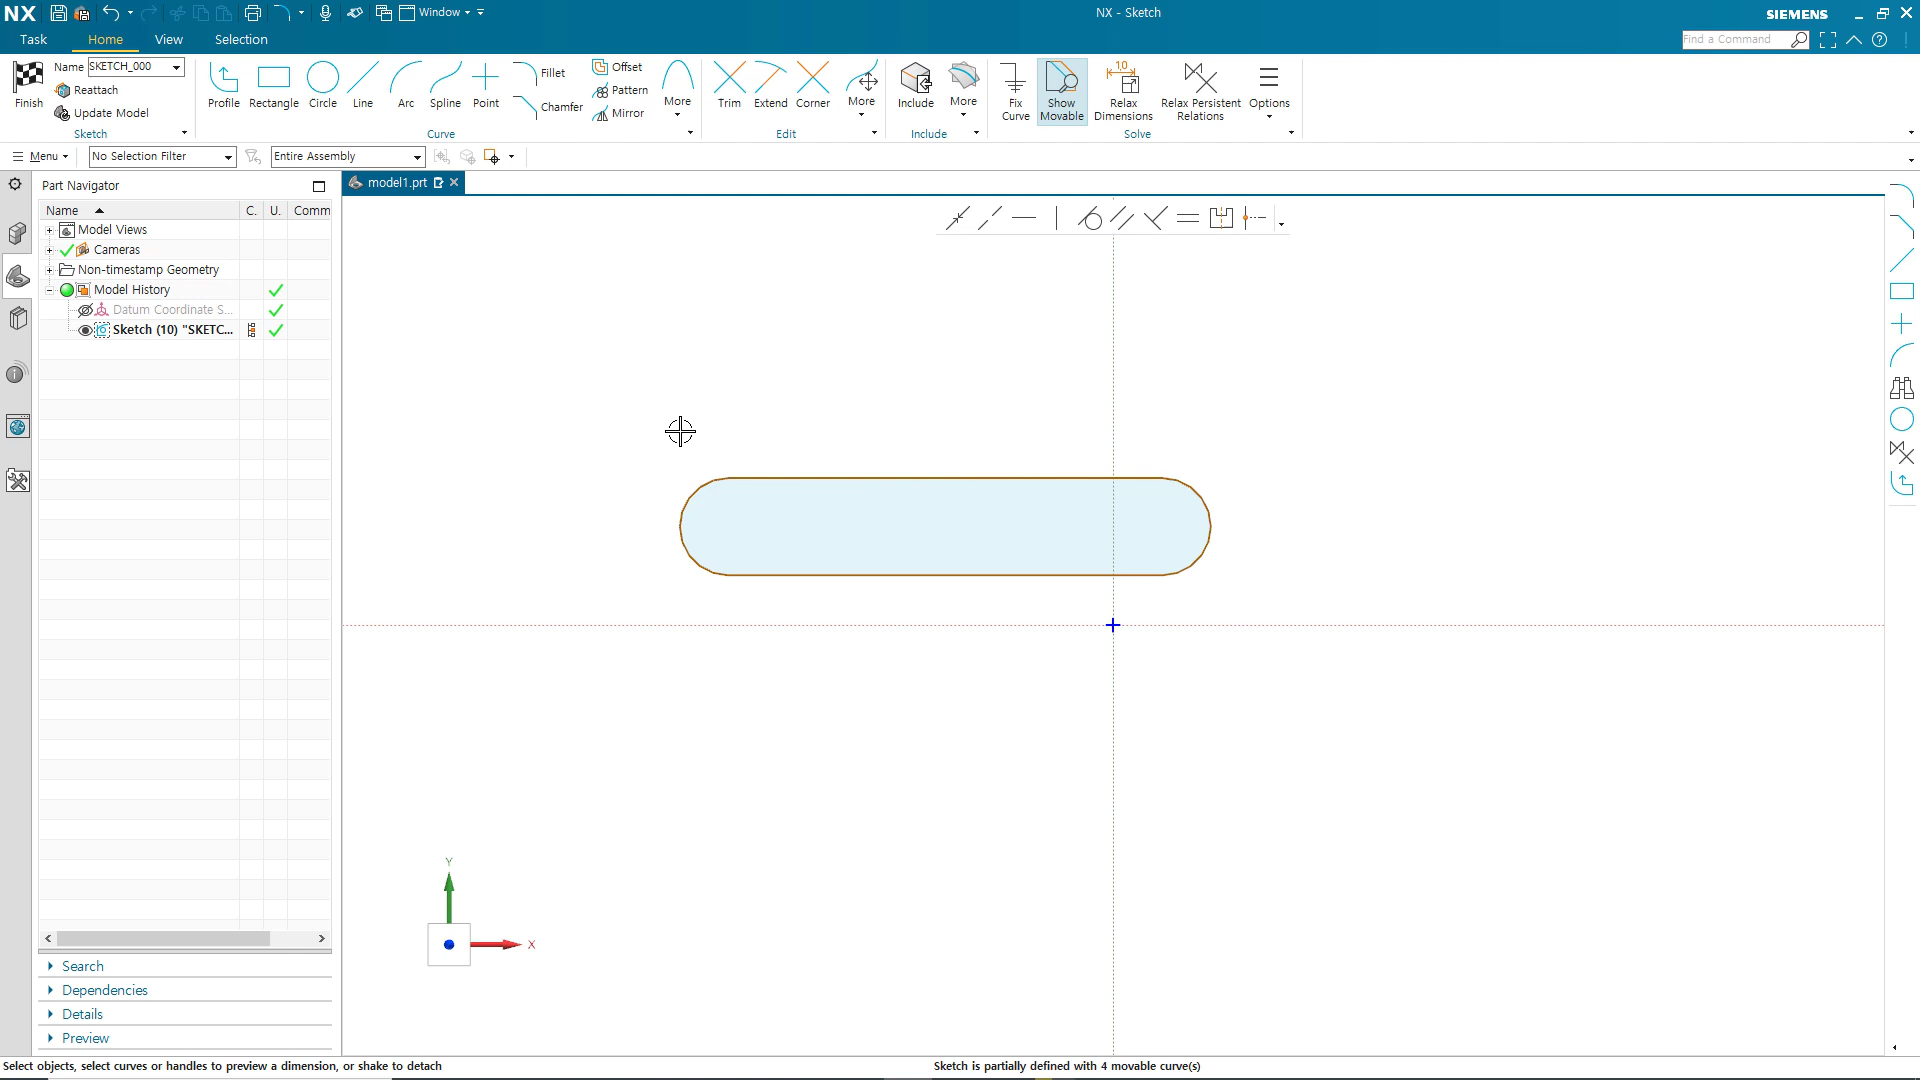 NX
Window
NX - Sketch
SIEMENS
Task
Home
View
Selection
Find a Command
Finish
Name
SKETCH_000
Reattach
Update Model
Sketch
Profile
Rectangle
Circle
Line
Arc
Spline
Point
Fillet
Chamfer
Offset
Pattern
Mirror
More
Curve
Trim
Extend
Corner
More
Edit
Include
More
Include
Fix
Curve
Show
Movable
1,0
Relax
Dimensions
Relax Persistent
Relations
Options
Solve
Menu
No Selection Filter
Entire Assembly
Part Navigator
model1.prt
Name
C.
U.
Comm
Model Views
Cameras
Non-timestamp Geometry
Model History
Datum Coordinate S...
Sketch (10) "SKETC...
Y
X
Search
Dependencies
Details
Preview
Select objects, select curves or handles to preview a dimension, or shake to detach
Sketch is partially defined with 4 movable curve(s)